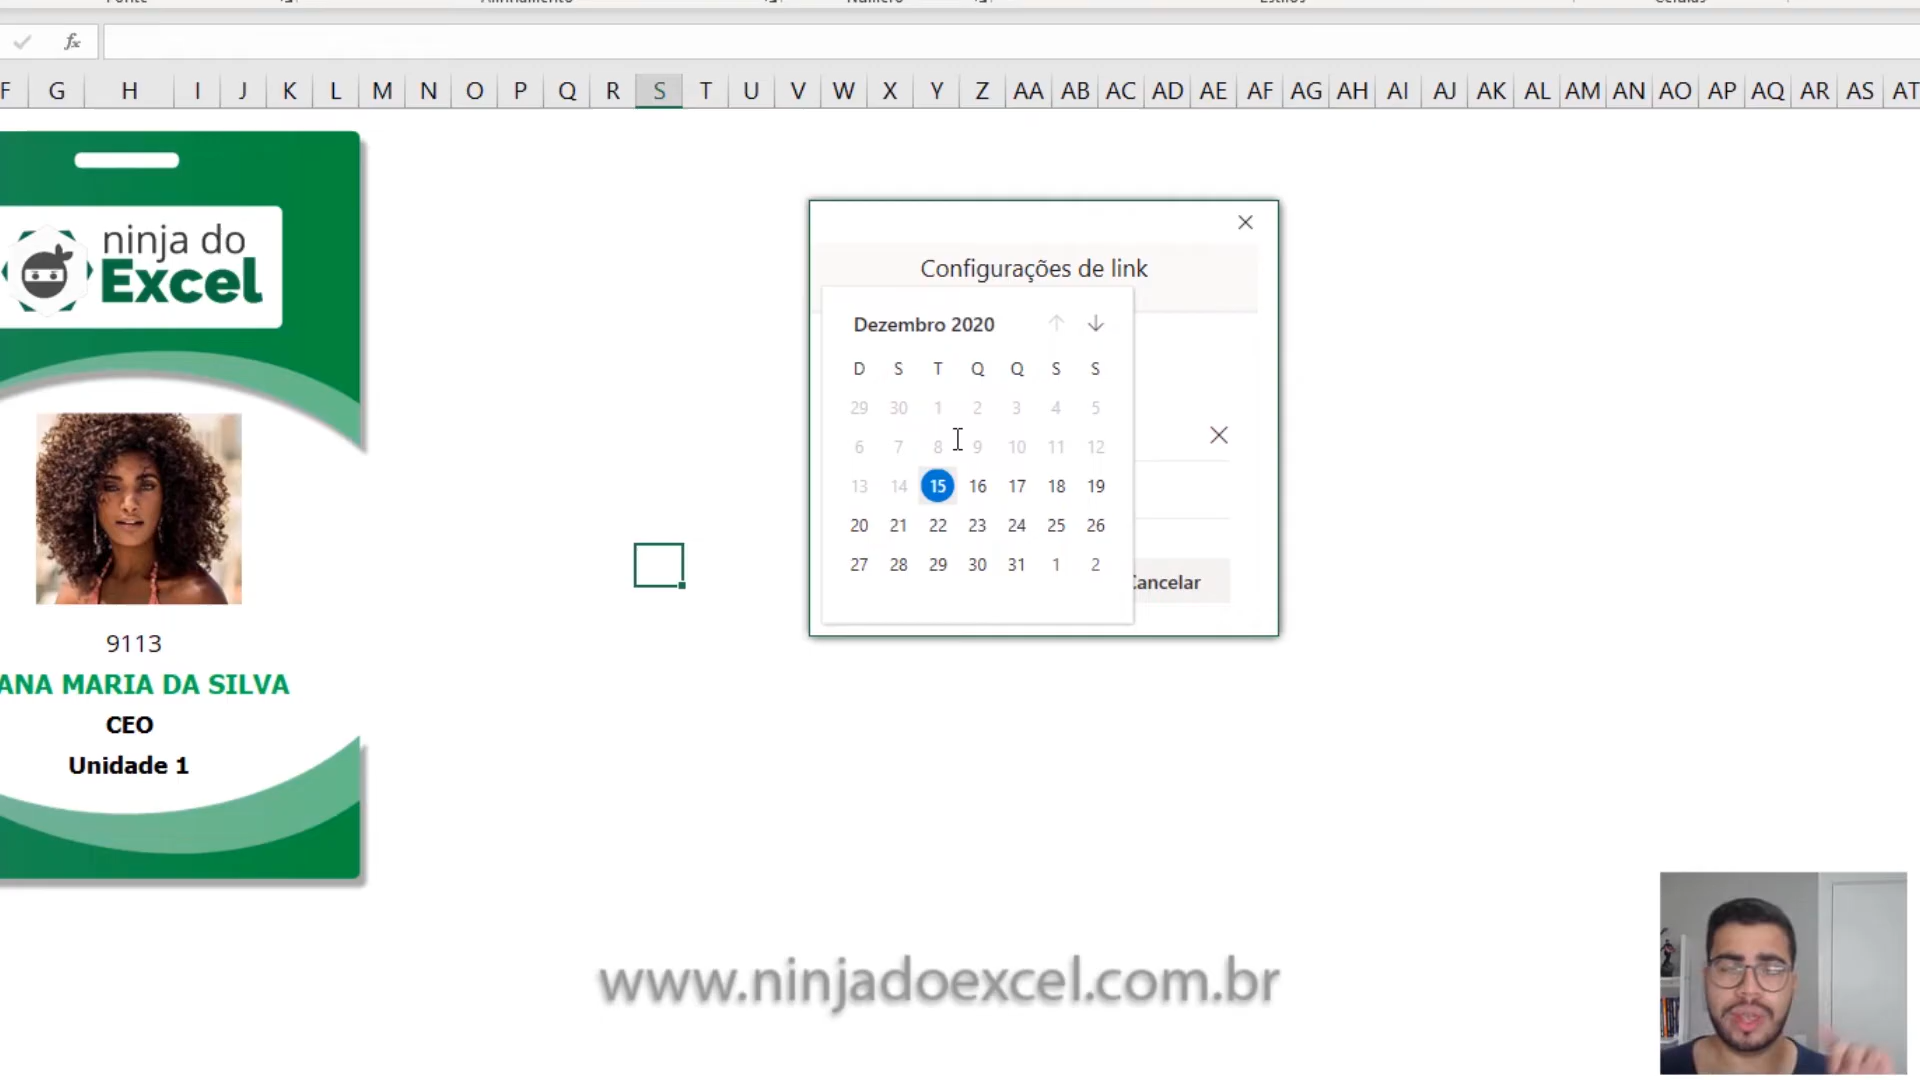 fx
F G H I J K L M N O P Q R S T U V W X Y Z AA AB AC AD AE AF AG AH AI AJ AK AL AM AN AO AP AQ AR AS AT
ninja do
Excel
9113
ANA MARIA DA SILVA
CEO
Unidade 1
Configurações de link
Dezembro 2020
D S T Q Q S S
29 30 1 2 3 4 5
6 7 8 9 10 11 12
13 14 15 16 17 18 19
20 21 22 23 24 25 26
27 28 29 30 31 1 2
Cancelar
www.ninjadoexcel.com.br